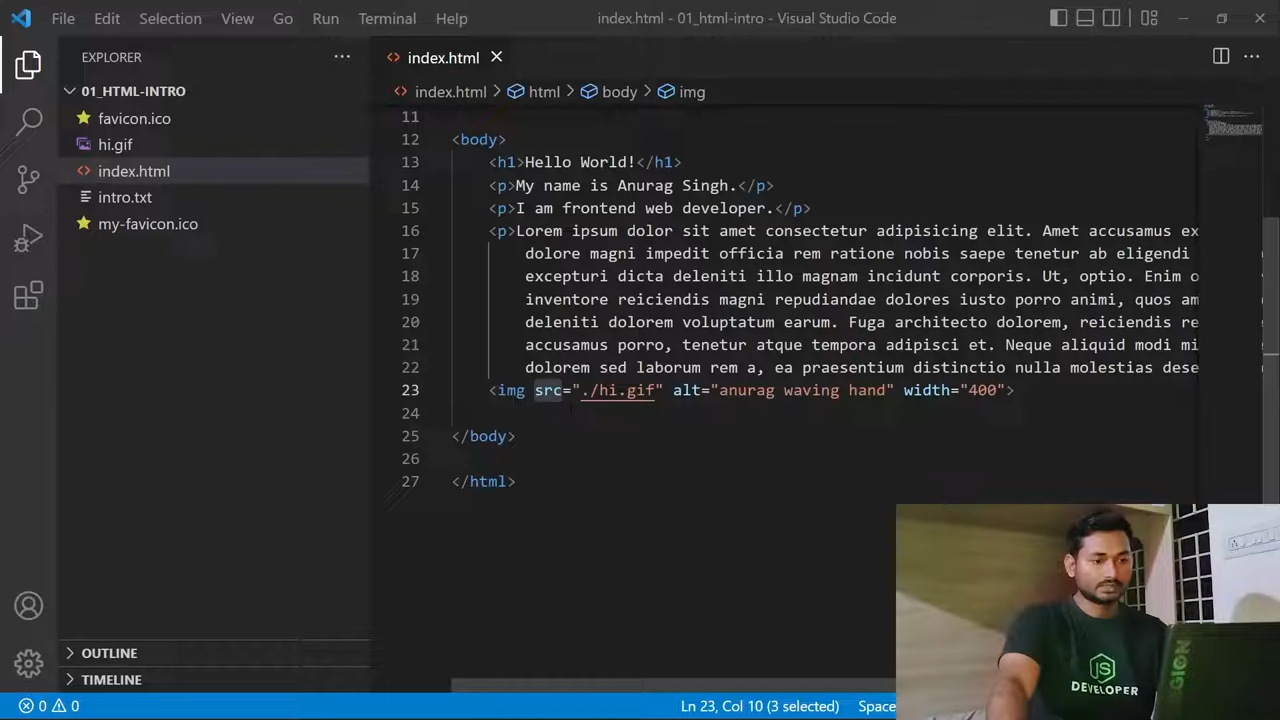 File Edit Selection View Go Run Terminal Help index.html - 01_html-intro - Visual Studio Code
EXPLORER
01_HTML-INTRO
favicon.ico
hi.gif
index.html
intro.txt
my-favicon.ico
OUTLINE
TIMELINE
index.html
index.html > html > body > img
11
12 <body>
13 <h1>Hello World!</h1>
14 <p>My name is Anurag Singh.</p>
15 <p>I am frontend web developer.</p>
16 <p>Lorem ipsum dolor sit amet consectetur adipisicing elit. Amet accusamus ex
17 dolore magni impedit officia rem ratione nobis saepe tenetur ab eligendi
18 excepturi dicta deleniti illo magnam incidunt corporis. Ut, optio. Enim o
19 inventore reiciendis magni repudiandae dolores iusto porro animi, quos am
20 deleniti dolorem voluptatum earum. Fuga architecto dolorem, reiciendis re
21 accusamus porro, tenetur atque tempora adipisci et. Neque aliquid modi mi
22 dolorem sed laborum rem a, ea praesentium distinctio nulla molestias dese
23 <img src="./hi.gif" alt="anurag waving hand" width="400">
24
25 </body>
26
27 </html>
JS
DEVELOPER
GION
0 0 Ln 23, Col 10 (3 selected) Space